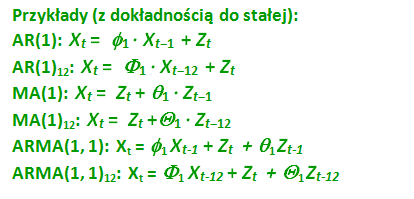 Przykłady (z dokładnością do stałej):
AR(1): Xt = ϕ1 · Xt−1 + Zt
AR(1)12: Xt = Φ1 · Xt−12 + Zt
MA(1): Xt = Zt + θ1 · Zt−1
MA(1)12: Xt = Zt +Θ1 · Zt−12
ARMA(1, 1): Xt = ϕ1Xt-1 + Zt + θ1Zt-1
ARMA(1, 1)12: Xt = Φ1 Xt-12 + Zt + Θ1Zt-12